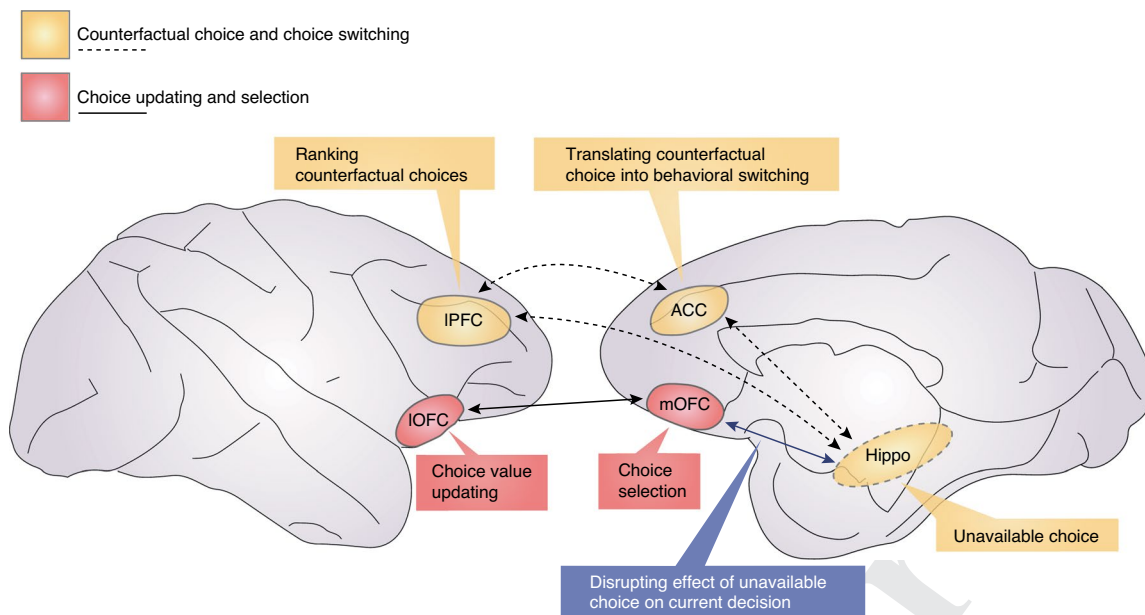 Counterfactual choice and choice switching
Choice updating and selection
Ranking
counterfactual choices
Translating counterfactual
choice into behavioral switching
lPFC
ACC
lOFC
mOFC
Hippo
Choice value
updating
Choice
selection
Unavailable choice
Disrupting effect of unavailable
choice on current decision